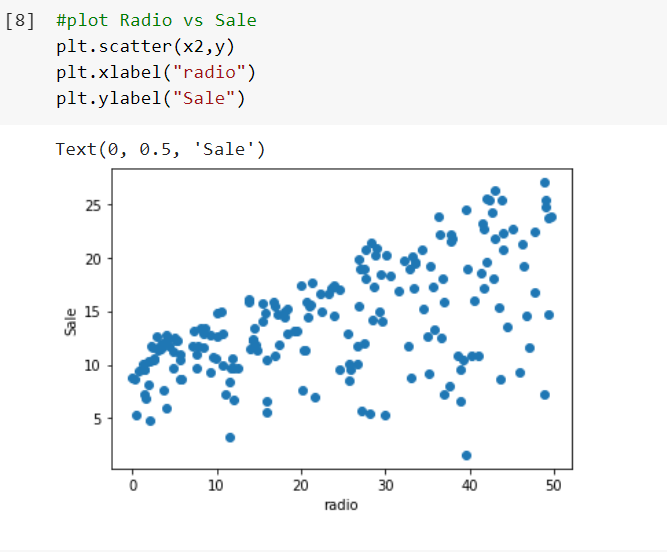 [8] #plot Radio vs Sale
plt.scatter(x2,y)
plt.xlabel("radio")
plt.ylabel("Sale")
Text(0, 0.5, 'Sale')
25
20
15
10
5
Sale
0 10 20 30 40 50
radio